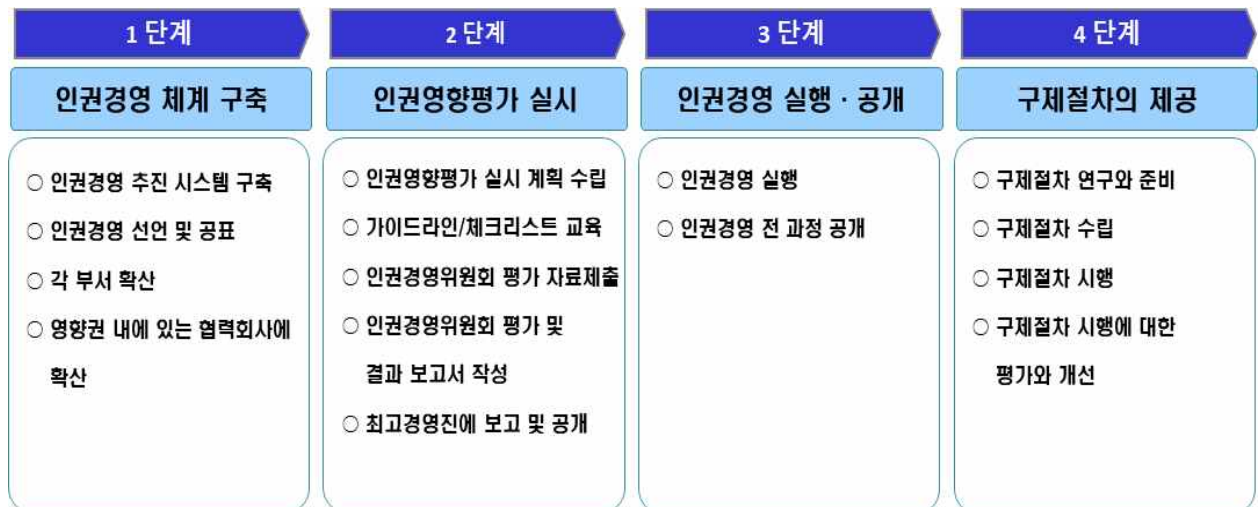 1 단계
인권경영 체계 구축
○ 인권경영 추진 시스템 구축
○ 인권경영 선언 및 공표
○ 각 부서 확산
○ 영향권 내에 있는 협력회사에
확산
2 단계
인권영향평가 실시
○ 인권영향평가 실시 계획 수립
○ 가이드라인/체크리스트 교육
○ 인권경영위원회 평가 자료제출
○ 인권경영위원회 평가 및
결과 보고서 작성
○ 최고경영진에 보고 및 공개
3 단계
인권경영 실행 · 공개
○ 인권경영 실행
○ 인권경영 전 과정 공개
4 단계
구제절차의 제공
○ 구제절차 연구와 준비
○ 구제절차 수립
○ 구제절차 시행
○ 구제절차 시행에 대한
평가와 개선